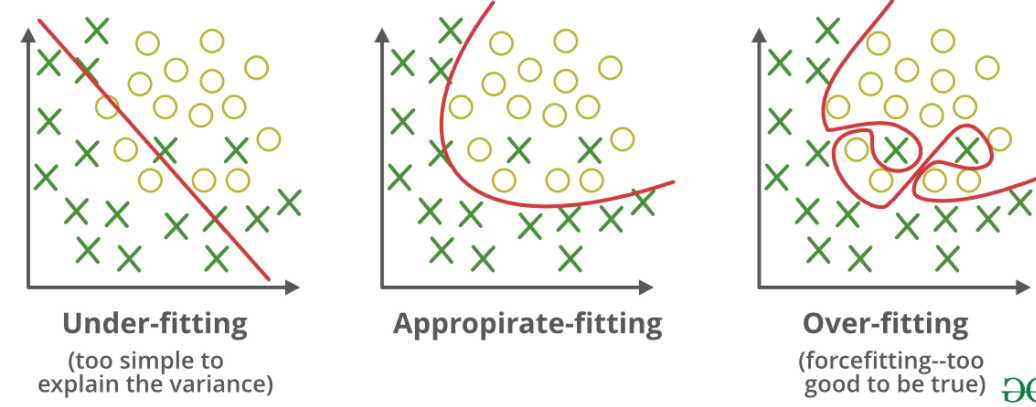 Under-fitting
(too simple to
explain the variance)
Appropirate-fitting
Over-fitting
(forcefitting--too
good to be true)